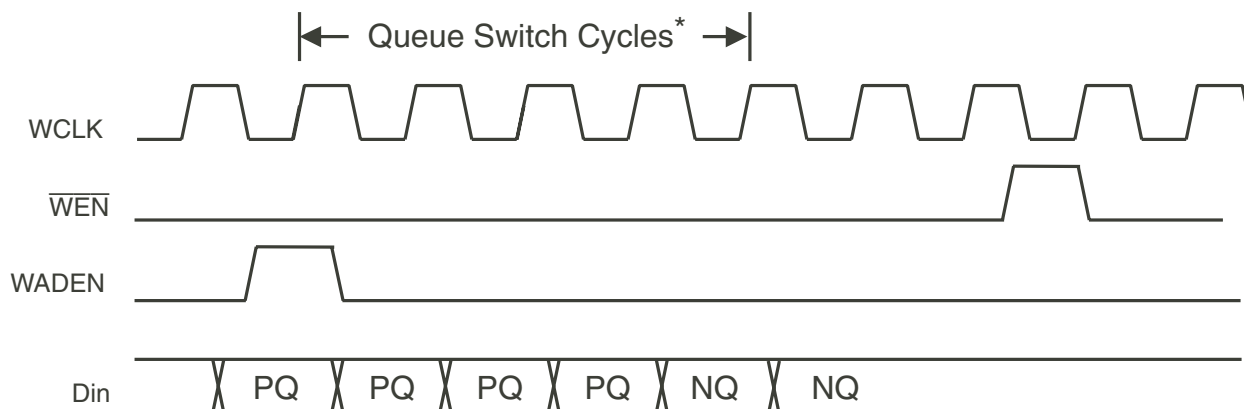 Queue Switch Cycles*
WCLK
WEN
WADEN
Din PQ PQ PQ PQ NQ NQ